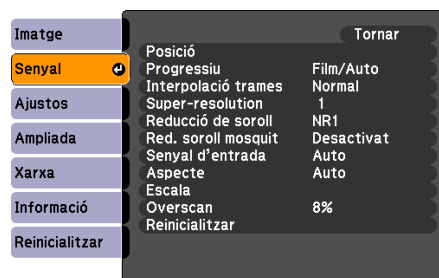 Imatge
Senyal
Ajustos
Ampliada
Xarxa
Informació
Reinicialitzar
Tornar
Posició
Progressiu Film/Auto
Interpolació trames Normal
Super-resolution 1
Reducció de soroll NR1
Red. soroll mosquit Desactivat
Senyal d'entrada Auto
Aspecte Auto
Escala
Overscan 8%
Reinicialitzar